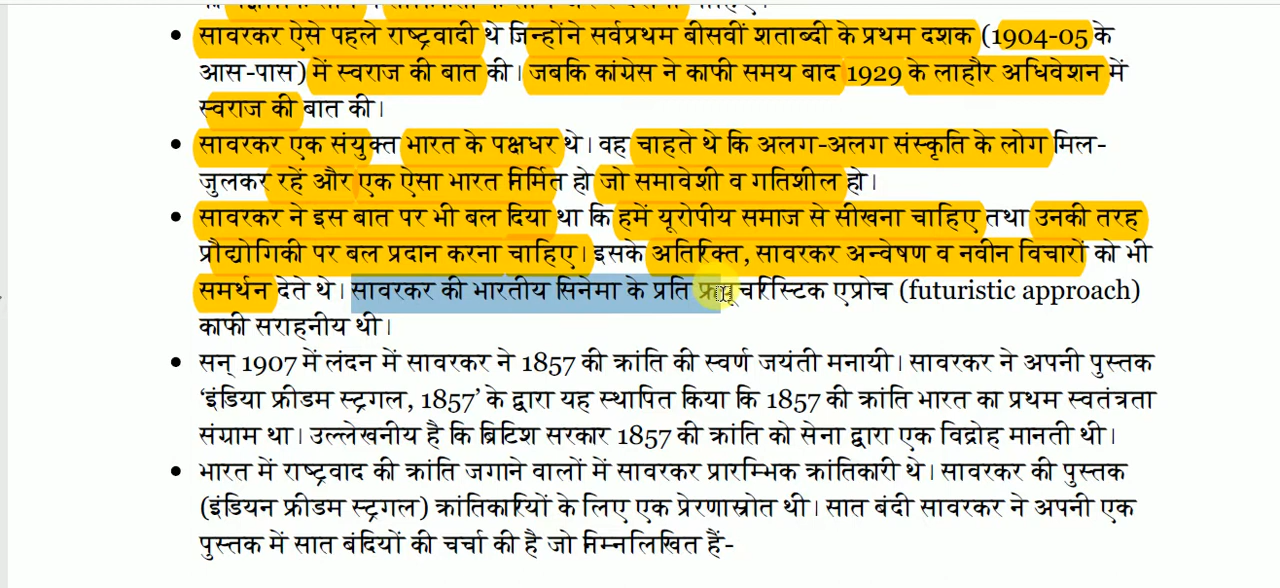 सावरकर ऐसे पहले राष्ट्रवादी थे जिन्होंने सर्वप्रथम बीसवीं शताब्दी के प्रथम दशक (1904-05 के
आस-पास) में स्वराज की बात की। जबकि कांग्रेस ने काफी समय बाद 1929 के लाहौर अधिवेशन में
स्वराज की बात की।
सावरकर एक संयुक्त भारत के पक्षधर थे। वह चाहते थे कि अलग-अलग संस्कृति के लोग मिल-
जुलकर रहें और एक ऐसा भारत निर्मित हो जो समावेशी व गतिशील हो।
सावरकर ने इस बात पर भी बल दिया था कि हमें यूरोपीय समाज से सीखना चाहिए तथा उनकी तरह
प्रौद्योगिकी पर बल प्रदान करना चाहिए। इसके अतिरिक्त, सावरकर अन्वेषण व नवीन विचारों को भी
समर्थन देते थे। सावरकर की भारतीय सिनेमा के प्रति फ्यूचरिस्टिक एप्रोच (futuristic approach)
काफी सराहनीय थी।
सन् 1907 में लंदन में सावरकर ने 1857 की क्रांति की स्वर्ण जयंती मनायी। सावरकर ने अपनी पुस्तक
‘इंडिया फ्रीडम स्ट्रगल, 1857’ के द्वारा यह स्थापित किया कि 1857 की क्रांति भारत का प्रथम स्वतंत्रता
संग्राम था। उल्लेखनीय है कि ब्रिटिश सरकार 1857 की क्रांति को सेना द्वारा एक विद्रोह मानती थी।
भारत में राष्ट्रवाद की क्रांति जगाने वालों में सावरकर प्रारम्भिक क्रांतिकारी थे। सावरकर की पुस्तक
(इंडियन फ्रीडम स्ट्रगल) क्रांतिकारियों के लिए एक प्रेरणास्रोत थी। सात बंदी सावरकर ने अपनी एक
पुस्तक में सात बंदियों की चर्चा की है जो निम्नलिखित हैं-